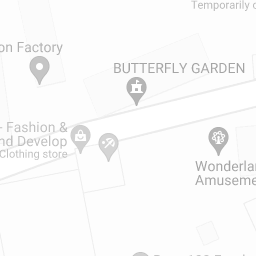 Temporarily c
on Factory
BUTTERFLY GARDEN
- Fashion &
nd Develop
Clothing store
Wonderlan
Amuseme